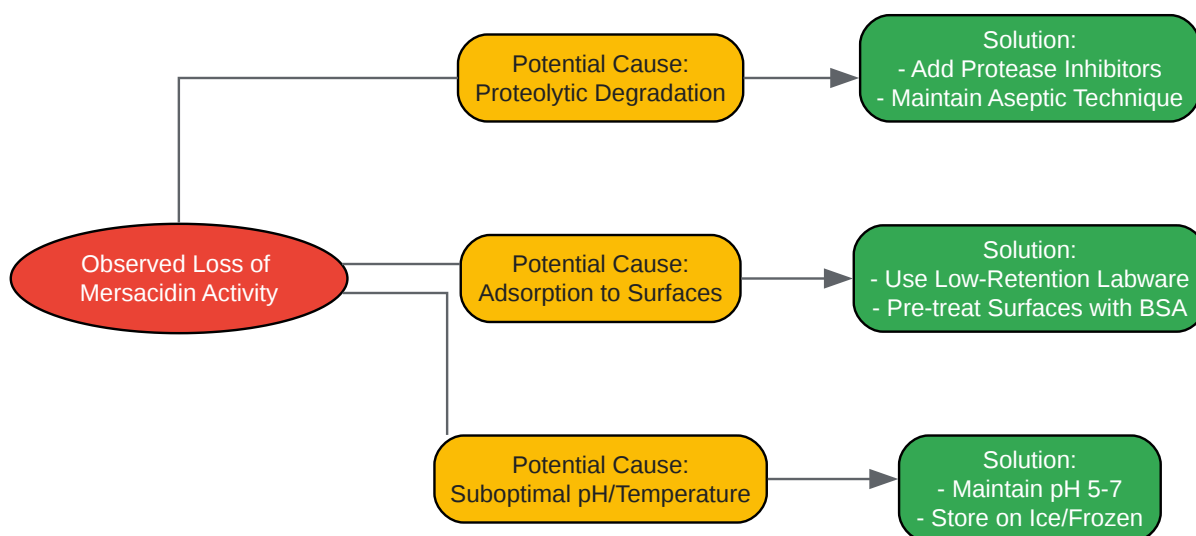 Potential Cause:
Proteolytic Degradation
Solution:
- Add Protease Inhibitors
- Maintain Aseptic Technique
Observed Loss of
Mersacidin Activity
Potential Cause:
Adsorption to Surfaces
Solution:
- Use Low-Retention Labware
- Pre-treat Surfaces with BSA
Potential Cause:
Suboptimal pH/Temperature
Solution:
- Maintain pH 5-7
- Store on Ice/Frozen